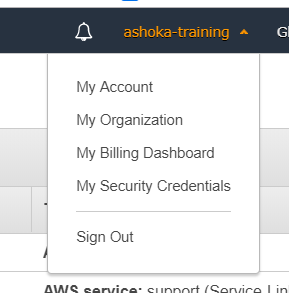 ashoka-training
My Account
My Organization
My Billing Dashboard
My Security Credentials
Sign Out
AWS service: support (Service-Lin